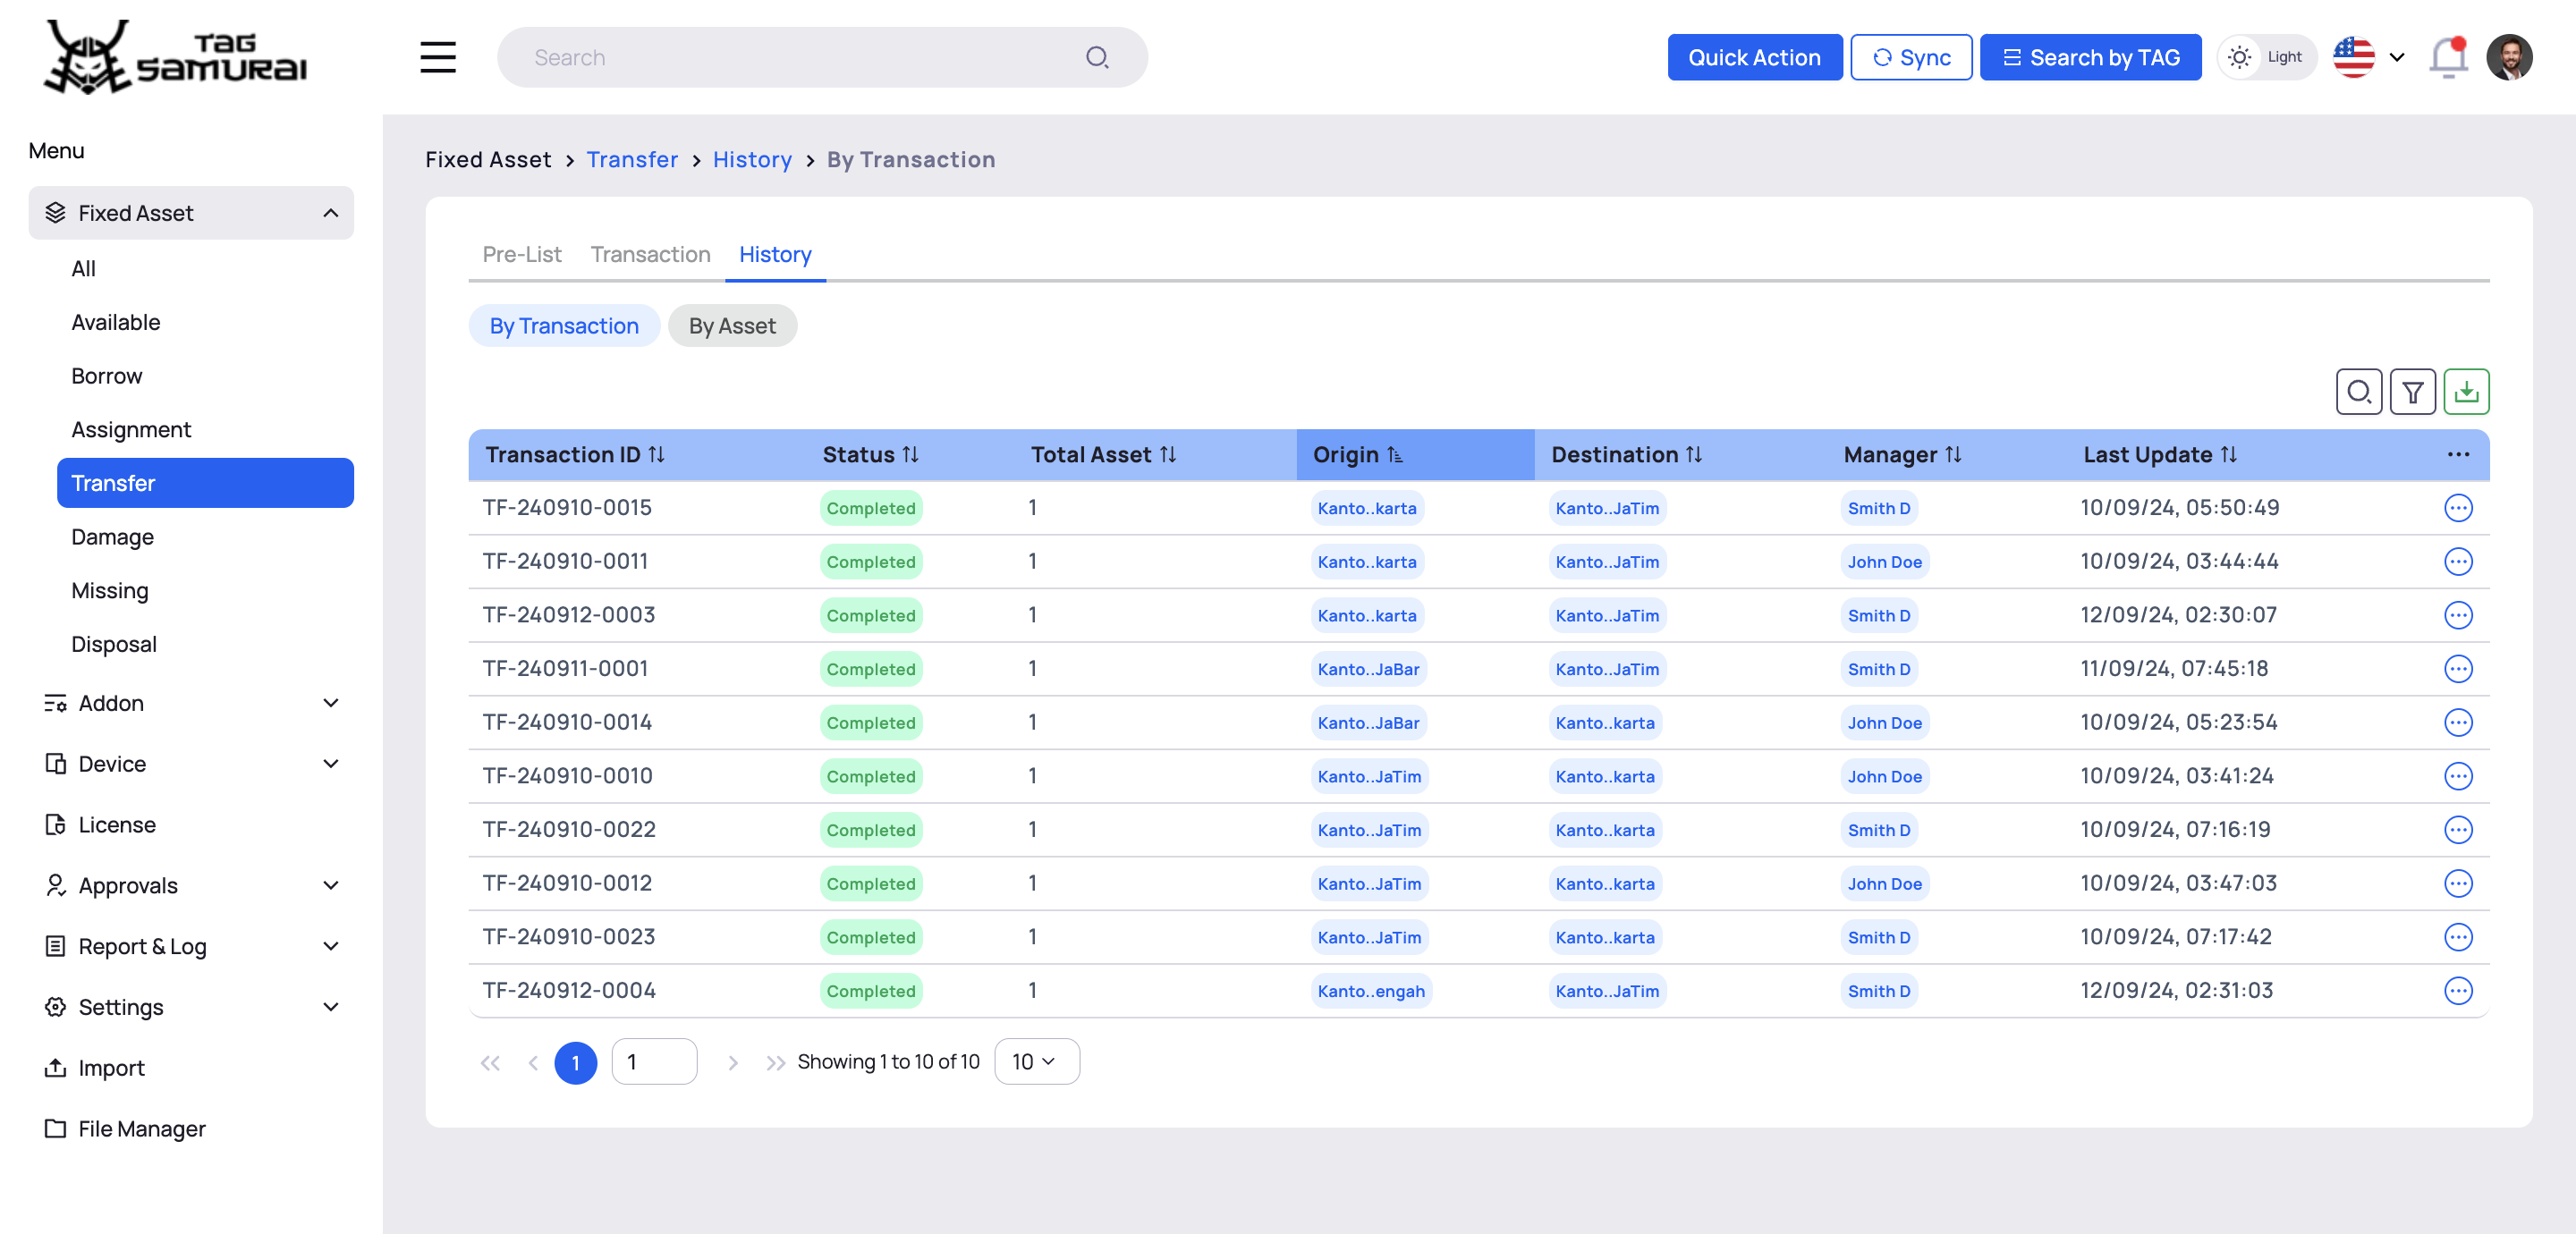 TAG SAMURAI
Search
Quick Action
Sync
Search by TAG
Light
Menu
Fixed Asset
All
Available
Borrow
Assignment
Transfer
Damage
Missing
Disposal
Addon
Device
License
Approvals
Report & Log
Settings
Import
File Manager
Fixed Asset > Transfer > History > By Transaction
Pre-List Transaction History
By Transaction By Asset
Transaction ID Status Total Asset Origin Destination Manager Last Update
TF-240910-0015 Completed 1 Kanto..karta Kanto..JaTim Smith D 10/09/24, 05:50:49
TF-240910-0011 Completed 1 Kanto..karta Kanto..JaTim John Doe 10/09/24, 03:44:44
TF-240912-0003 Completed 1 Kanto..karta Kanto..JaTim Smith D 12/09/24, 02:30:07
TF-240911-0001 Completed 1 Kanto..JaBar Kanto..JaTim Smith D 11/09/24, 07:45:18
TF-240910-0014 Completed 1 Kanto..JaBar Kanto..karta John Doe 10/09/24, 05:23:54
TF-240910-0010 Completed 1 Kanto..JaTim Kanto..karta John Doe 10/09/24, 03:41:24
TF-240910-0022 Completed 1 Kanto..JaTim Kanto..karta Smith D 10/09/24, 07:16:19
TF-240910-0012 Completed 1 Kanto..JaTim Kanto..karta John Doe 10/09/24, 03:47:03
TF-240910-0023 Completed 1 Kanto..JaTim Kanto..karta Smith D 10/09/24, 07:17:42
TF-240912-0004 Completed 1 Kanto..engah Kanto..JaTim Smith D 12/09/24, 02:31:03
1 1 Showing 1 to 10 of 10 10